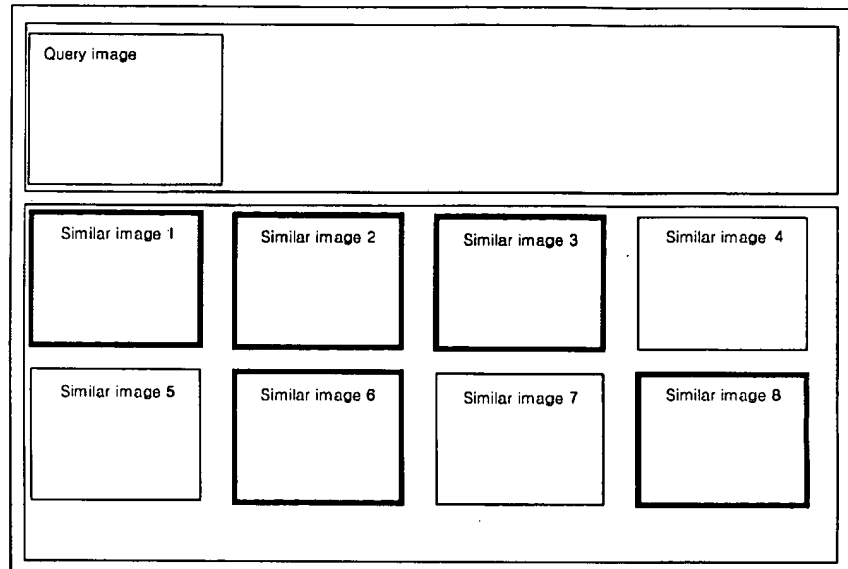 Query image
Similar image 1
Similar image 2
Similar image 3
Similar image 4
Similar image 5
Similar image 6
Similar image 7
Similar image 8